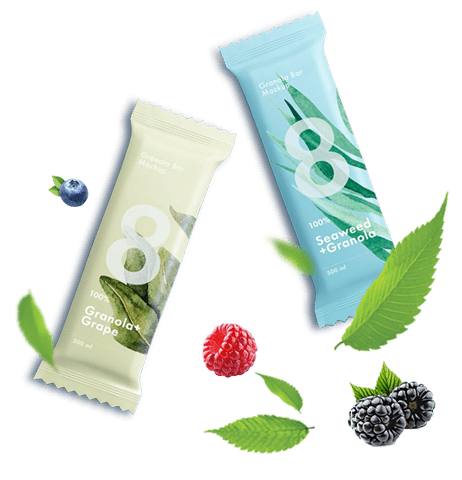 Granola Bar
Mockup
8
100%
Seaweed
+Granola
300 ml
Granola Bar
Mockup
8
100%
Granola+
Grape
300 ml